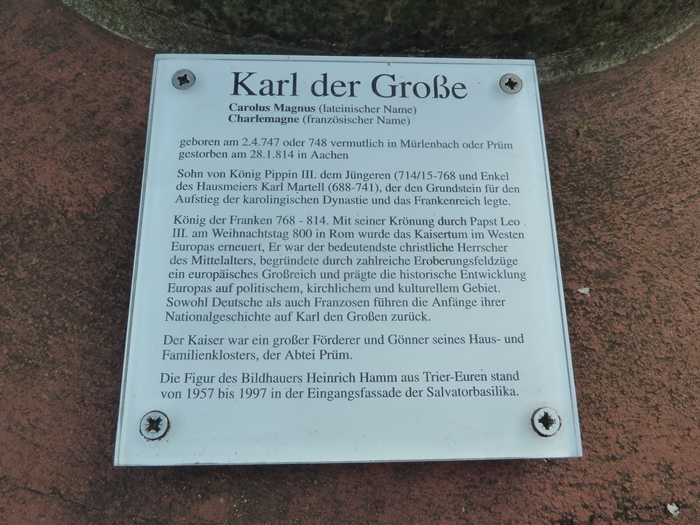 Karl der Große
Carolus Magnus (lateinischer Name)
Charlemagne (französischer Name)
geboren am 2.4.747 oder 748 vermutlich in Mürlenbach oder Prüm
gestorben am 28.1.814 in Aachen
Sohn von König Pippin III. dem Jüngeren (714/15-768 und Enkel
des Hausmeiers Karl Martell (688-741), der den Grundstein für den
Aufstieg der karolingischen Dynastie und das Frankenreich legte.
König der Franken 768 - 814. Mit seiner Krönung durch Papst Leo
III. am Weihnachtstag 800 in Rom wurde das Kaisertum im Westen
Europas erneuert, Er war der bedeutendste christliche Herrscher
des Mittelalters, begründete durch zahlreiche Eroberungsfeldzüge
ein europäisches Großreich und prägte die historische Entwicklung
Europas auf politischem, kirchlichem und kulturellem Gebiet.
Sowohl Deutsche als auch Franzosen führen die Anfänge ihrer
Nationalgeschichte auf Karl den Großen zurück.
Der Kaiser war ein großer Förderer und Gönner seines Haus- und
Familienklosters, der Abtei Prüm.
Die Figur des Bildhauers Heinrich Hamm aus Trier-Euren stand
von 1957 bis 1997 in der Eingangsfassade der Salvatorbasilika.